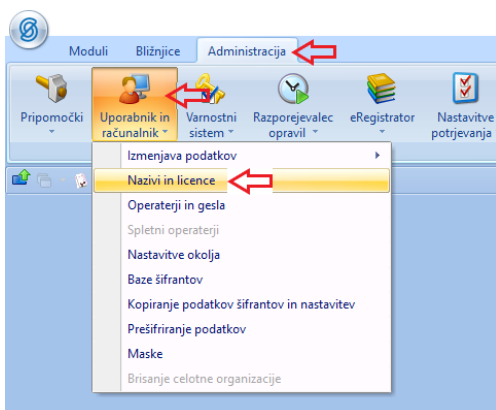 Moduli Bližnjice Administracija
Pripomočki Uporabnik in računalnik Varnostni sistem Razporejevalec opravil eRegistrator Nastavitve potrjevanja
Izmenjava podatkov
Nazivi in licence
Operaterji in gesla
Spletni operaterji
Nastavitve okolja
Baze šifrantov
Kopiranje podatkov šifrantov in nastavitev
Prešifriranje podatkov
Maske
Brisanje celotne organizacije